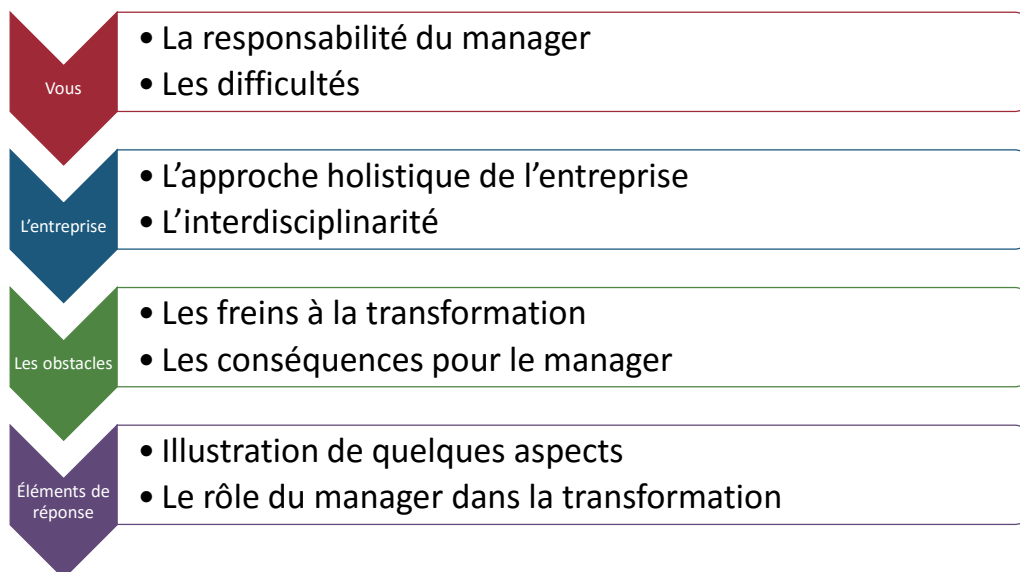 Vous
• La responsabilité du manager
• Les difficultés
L’entreprise
• L’approche holistique de l’entreprise
• L’interdisciplinarité
Les obstacles
• Les freins à la transformation
• Les conséquences pour le manager
Éléments de
réponse
• Illustration de quelques aspects
• Le rôle du manager dans la transformation